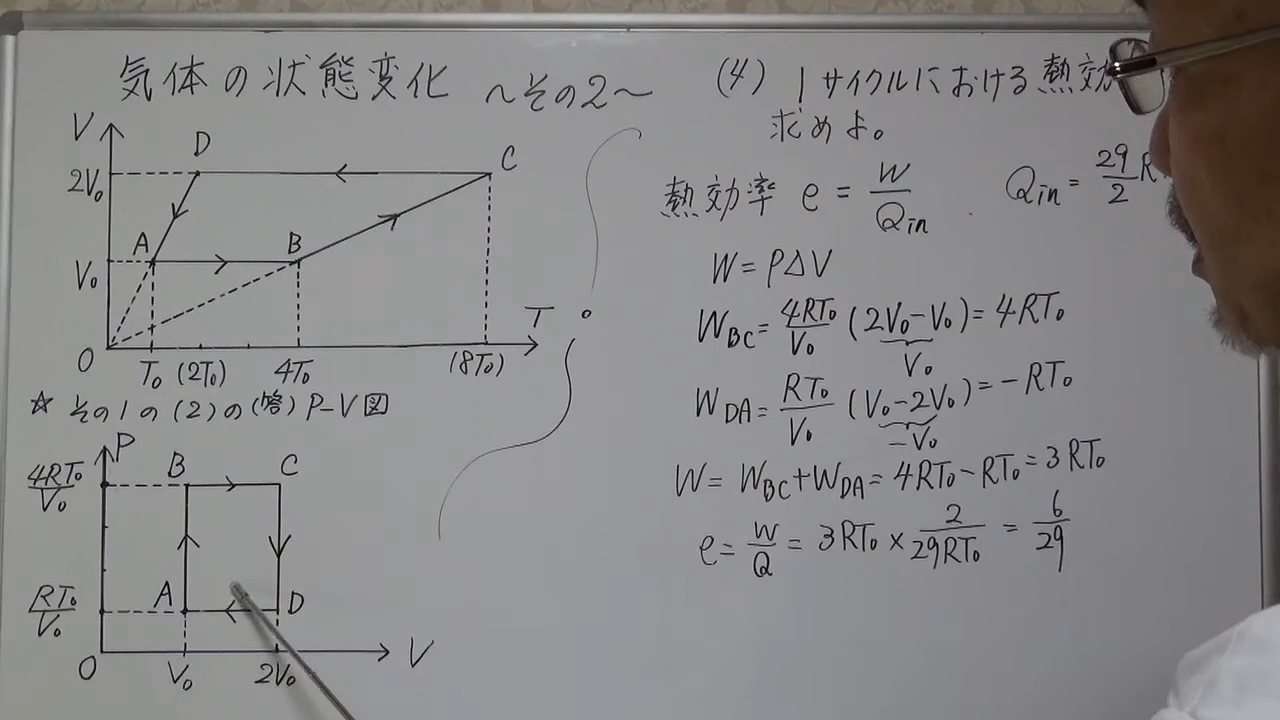 気体の状態変化 〜その2〜
V
D
C
2V₀
A
B
V₀
T
O
T₀ (2T₀) 4T₀ (8T₀)
☆ その1の(2)の(答) P-V図
P
4RT₀/V₀
B
C
RT₀/V₀
A
D
O
V₀
2V₀
V
(4) 1サイクルにおける熱効
求めよ。
熱効率 e = W/Qin
Qin = 29/2 R
W = PΔV
W_BC = 4RT₀/V₀ (2V₀-V₀) = 4RT₀
V₀
W_DA = RT₀/V₀ (V₀-2V₀) = -RT₀
-V₀
W = W_BC + W_DA = 4RT₀ - RT₀ = 3RT₀
e = W/Q = 3RT₀ × 2/29RT₀ = 6/29